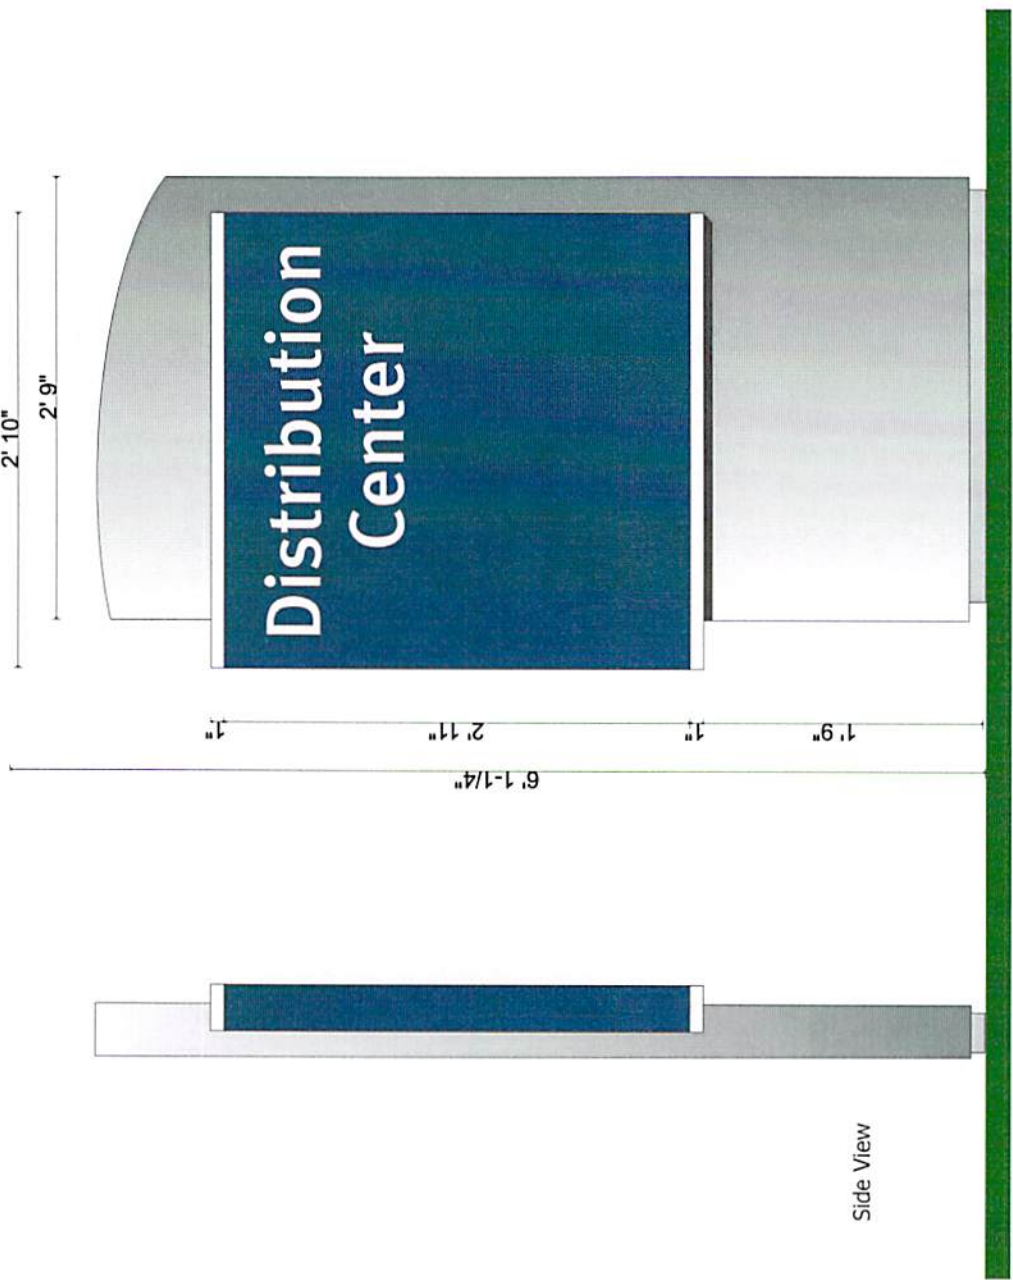 2' 10"
2' 9"
Distribution
Center
1"
2' 11"
1"
1' 9"
6' 1-1/4"
Side View